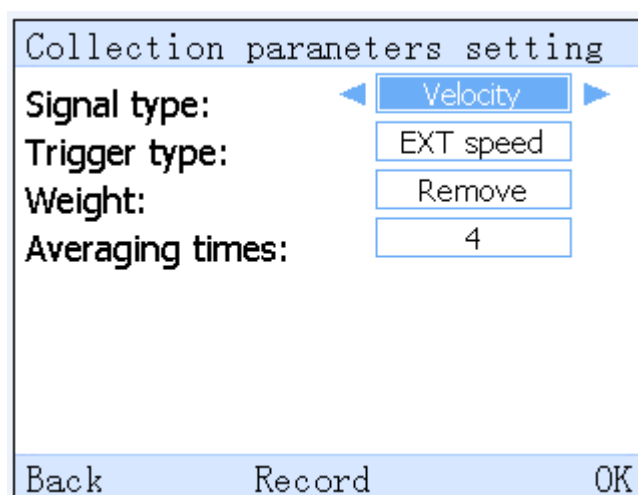 Collection parameters setting
Signal type: Velocity
Trigger type: EXT speed
Weight: Remove
Averaging times: 4
Back Record OK